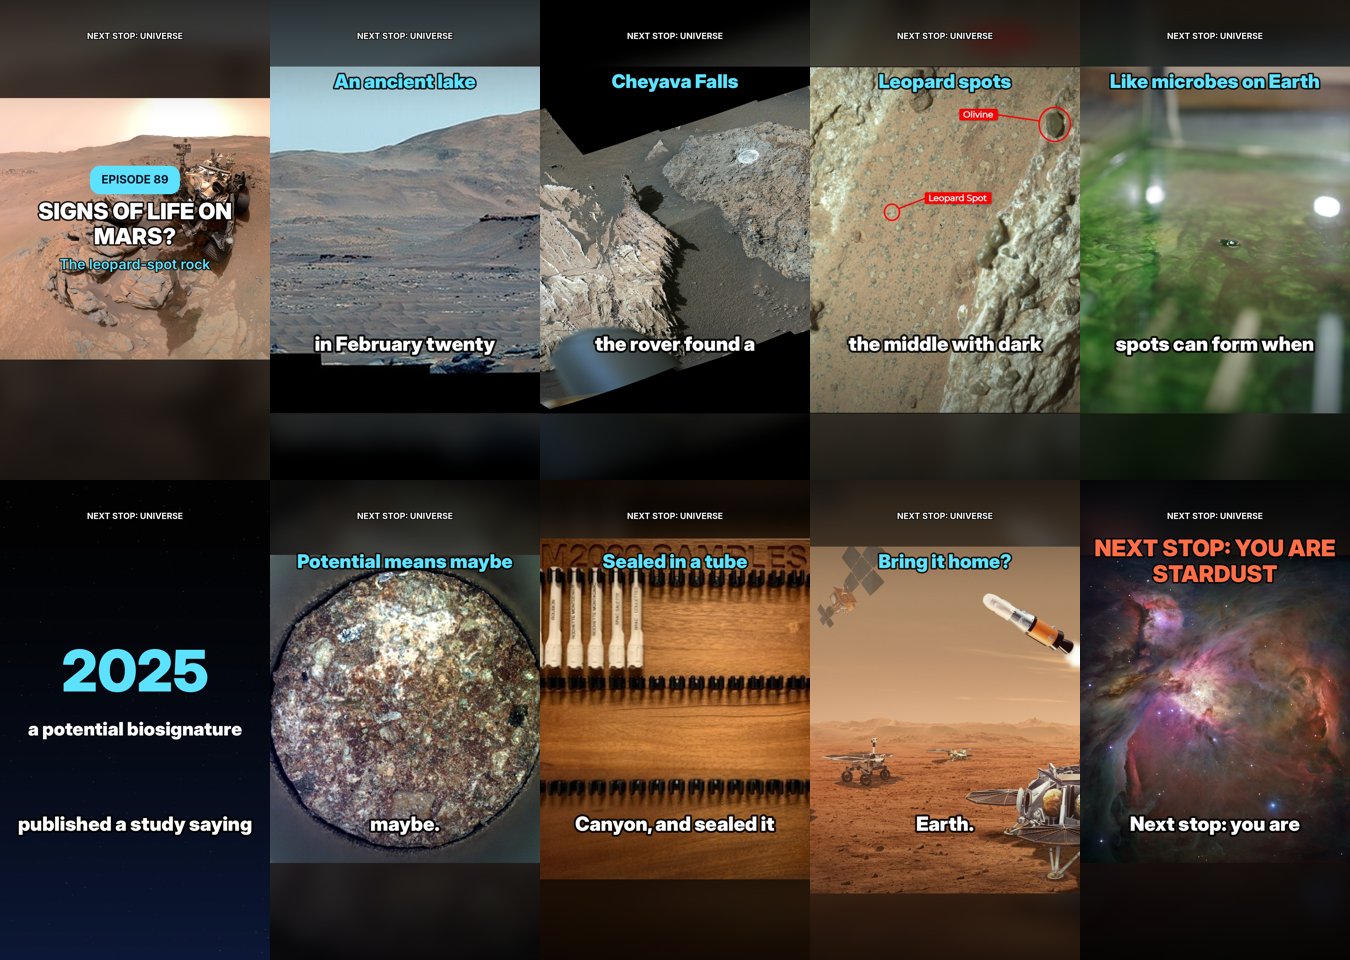 NEXT STOP: UNIVERSE
EPISODE 89
SIGNS OF LIFE ON
MARS?
The leopard-spot rock
NEXT STOP: UNIVERSE
An ancient lake
in February twenty
NEXT STOP: UNIVERSE
Cheyava Falls
the rover found a
NEXT STOP: UNIVERSE
Leopard spots
Olivine
Leopard Spot
the middle with dark
NEXT STOP: UNIVERSE
Like microbes on Earth
spots can form when
NEXT STOP: UNIVERSE
2025
a potential biosignature
published a study saying
NEXT STOP: UNIVERSE
Potential means maybe
maybe.
NEXT STOP: UNIVERSE
Sealed in a tube
Canyon, and sealed it
NEXT STOP: UNIVERSE
Bring it home?
Earth.
NEXT STOP: UNIVERSE
NEXT STOP: YOU ARE
STARDUST
Next stop: you are